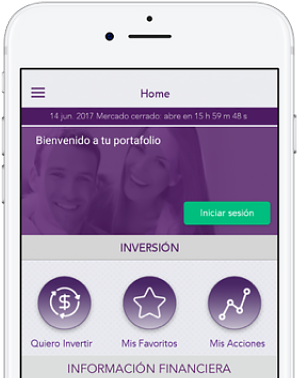 Home
14 jun. 2017 Mercado cerrado: abre en 15 h 59 m 48 s
Bienvenido a tu portafolio
Iniciar sesión
INVERSIÓN
$
Quiero Invertir Mis Favoritos Mis Acciones
INFORMACIÓN FINANCIERA